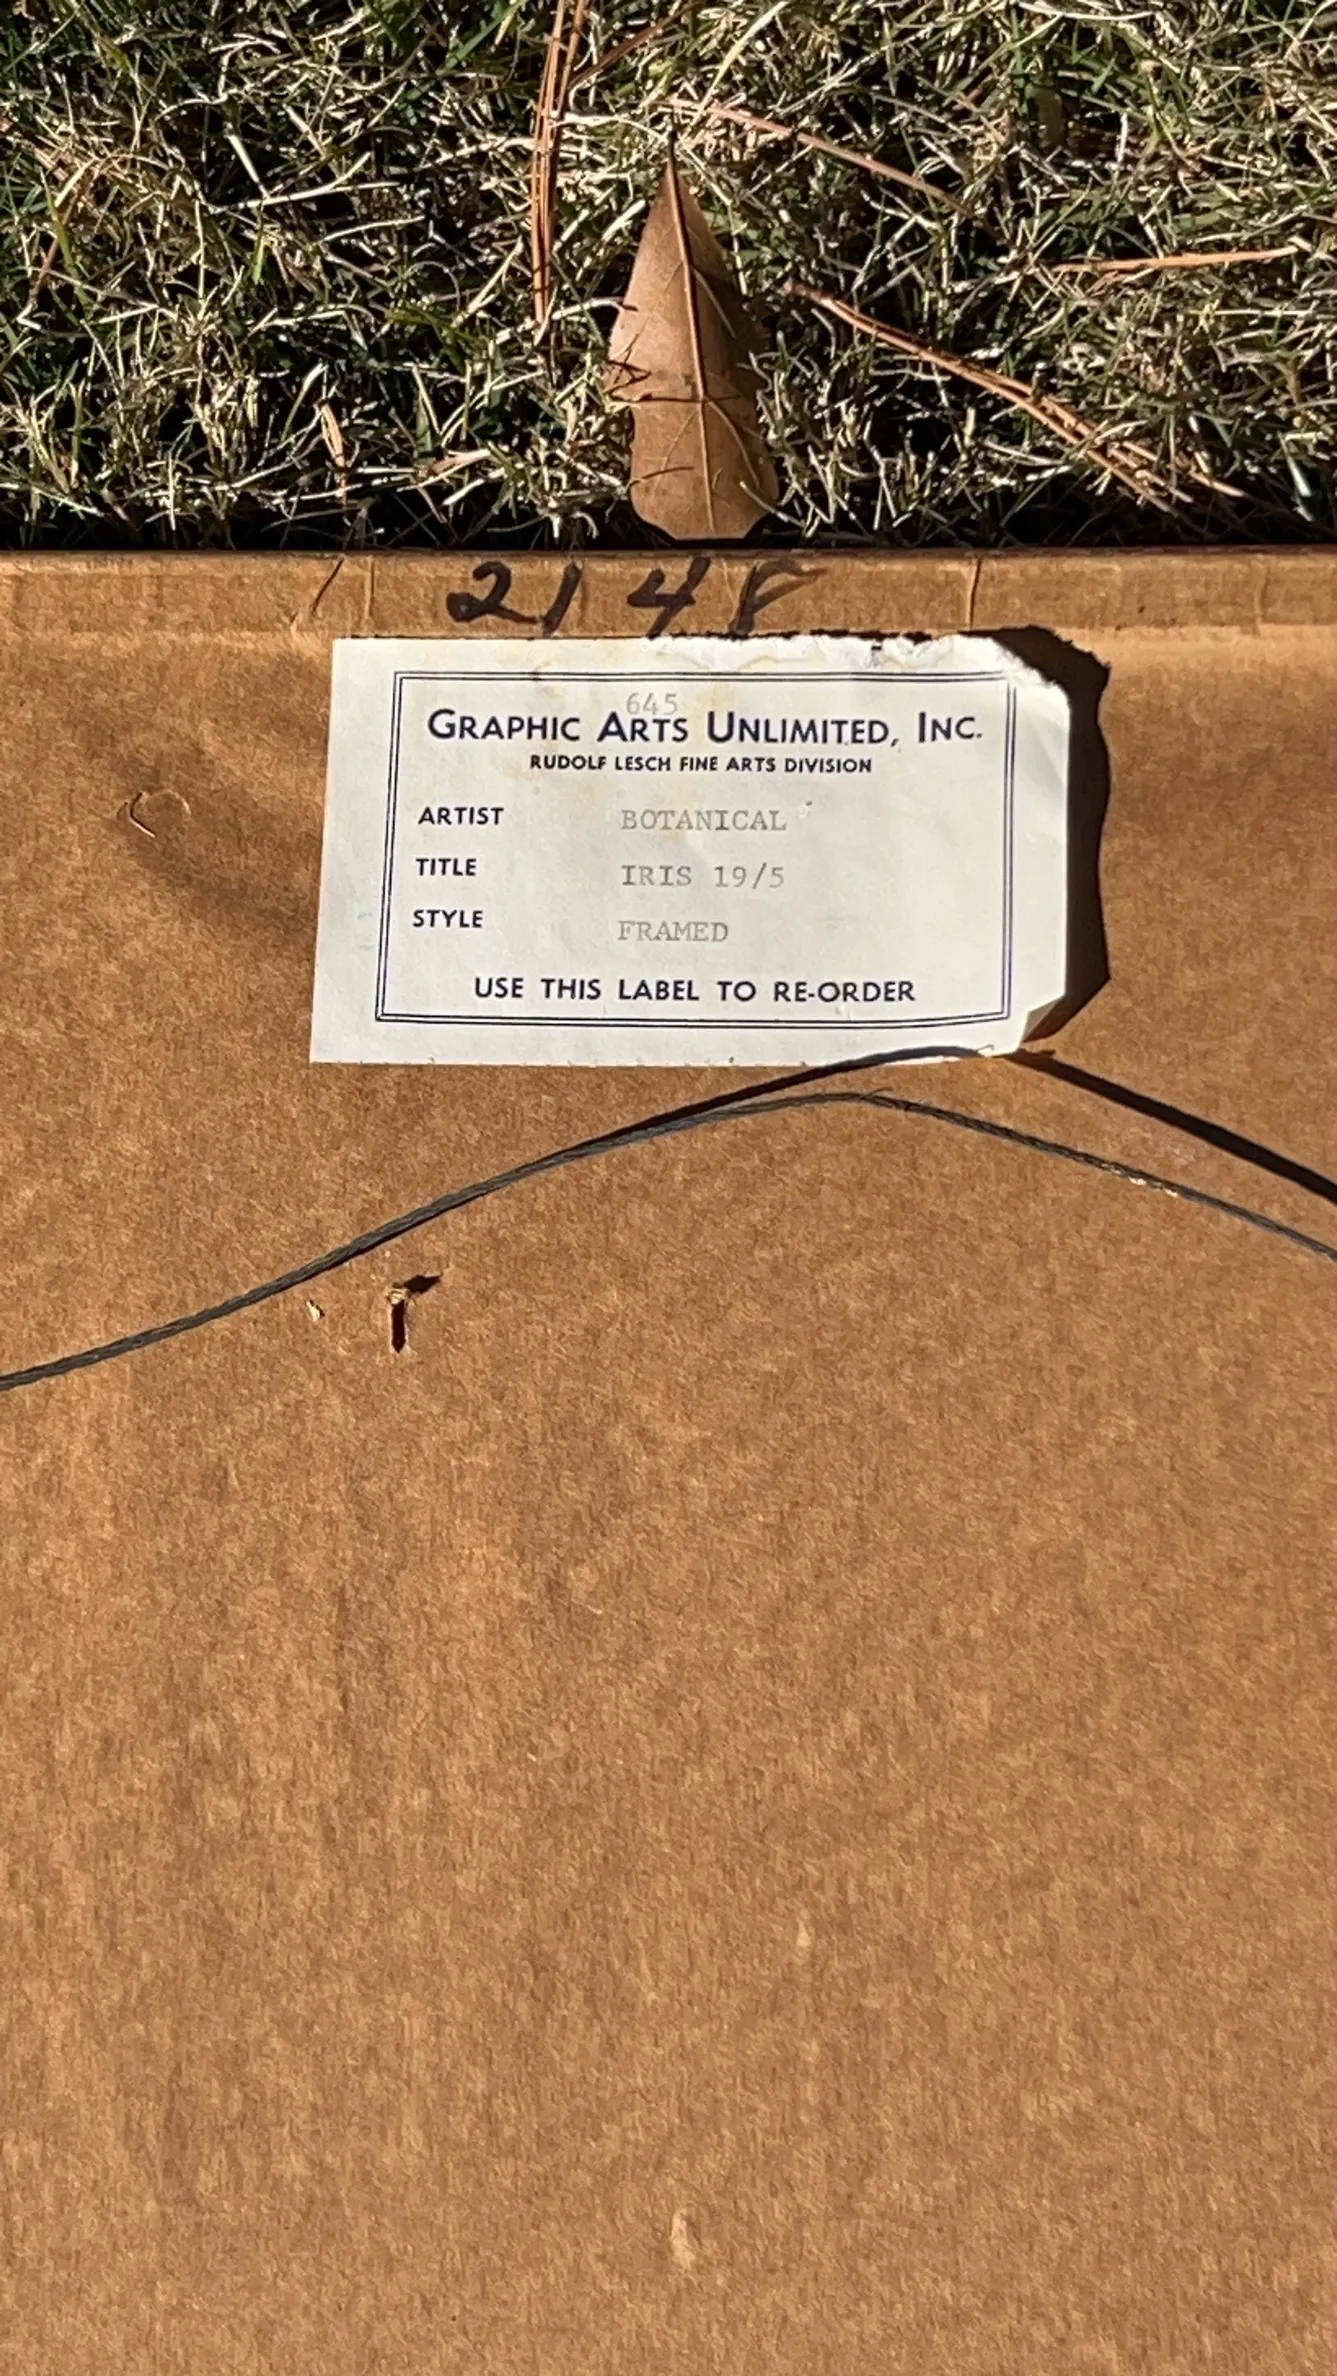 2148
645
GRAPHIC ARTS UNLIMITED, INC.
RUDOLF LESCH FINE ARTS DIVISION
ARTIST BOTANICAL
TITLE IRIS 19/5
STYLE FRAMED
USE THIS LABEL TO RE-ORDER